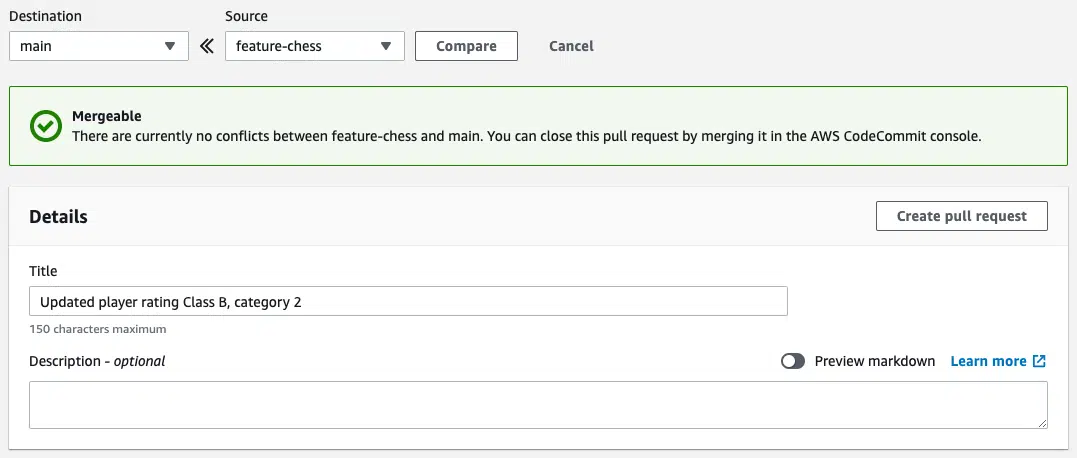 Destination Source
main feature-chess Compare Cancel
Mergeable
There are currently no conflicts between feature-chess and main. You can close this pull request by merging it in the AWS CodeCommit console.
Details Create pull request
Title
Updated player rating Class B, category 2
150 characters maximum
Description - optional Preview markdown Learn more